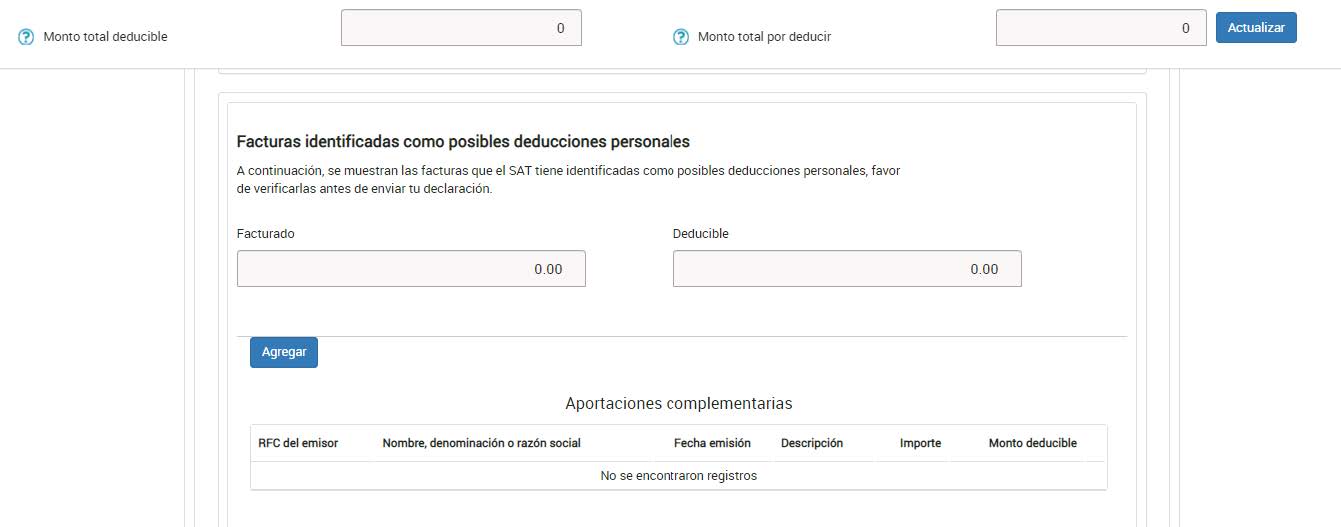 Monto total deducible
0
Monto total por deducir
0
Actualizar
Facturas identificadas como posibles deducciones personales
A continuación, se muestran las facturas que el SAT tiene identificadas como posibles deducciones personales, favor
de verificarlas antes de enviar tu declaración.
Facturado
Deducible
0.00
0.00
Agregar
Aportaciones complementarias
RFC del emisor
Nombre, denominación o razón social
Fecha emisión
Descripción
Importe
Monto deducible
No se encontraron registros